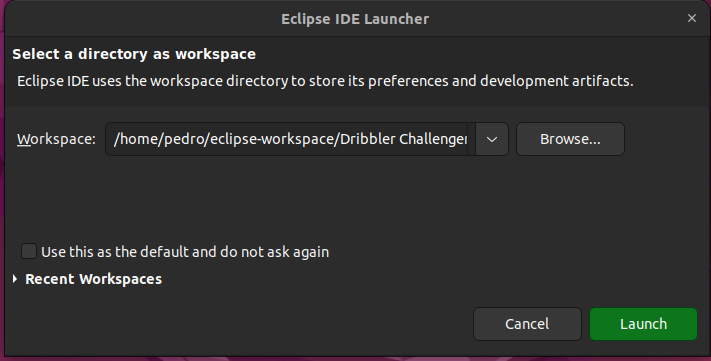 Eclipse IDE Launcher
Select a directory as workspace
Eclipse IDE uses the workspace directory to store its preferences and development artifacts.
Workspace: /home/pedro/eclipse-workspace/Dribbler Challenger Browse...
Use this as the default and do not ask again
Recent Workspaces
Cancel Launch